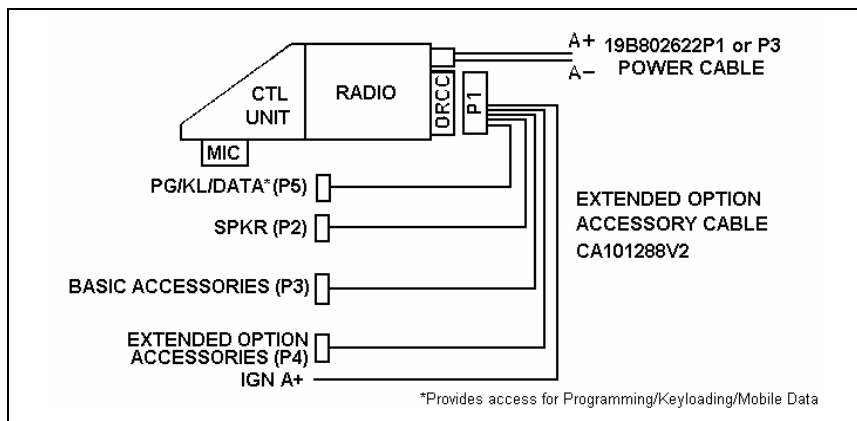 A+
A–
19B802622P1 or P3
POWER CABLE
CTL
UNIT
RADIO
ORCC
P1
MIC
PG/KL/DATA*(P5)
SPKR (P2)
BASIC ACCESSORIES (P3)
EXTENDED OPTION
ACCESSORIES (P4)
IGN A+
EXTENDED OPTION
ACCESSORY CABLE
CA101288V2
*Provides access for Programming/Keyloading/Mobile Data